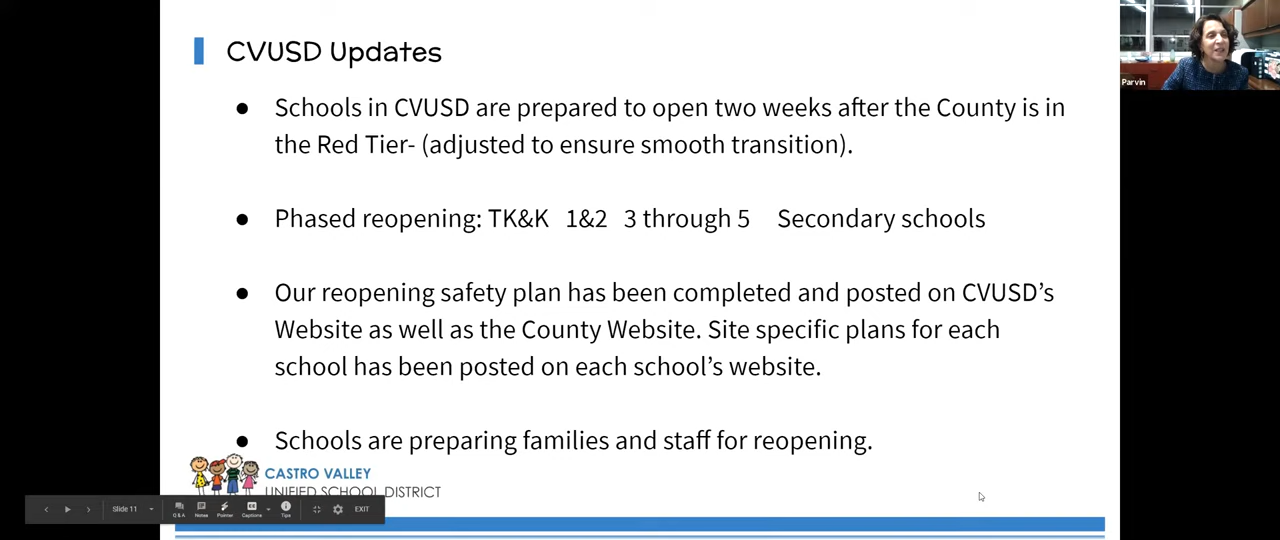 CVUSD Updates
Parvin
● Schools in CVUSD are prepared to open two weeks after the County is in
the Red Tier- (adjusted to ensure smooth transition).
● Phased reopening: TK&K 1&2 3 through 5 Secondary schools
● Our reopening safety plan has been completed and posted on CVUSD’s
Website as well as the County Website. Site specific plans for each
school has been posted on each school’s website.
● Schools are preparing families and staff for reopening.
CASTRO VALLEY
UNIFIED SCHOOL DISTRICT
Slide 11
Q&A
Notes
Pointer
Captions
Tips
EXIT